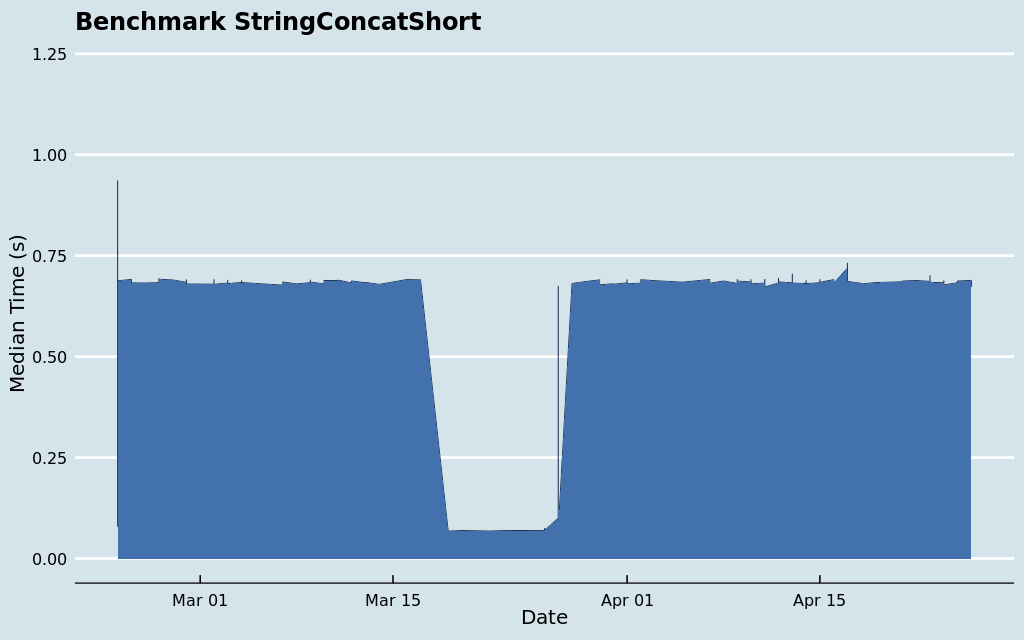 Benchmark StringConcatShort
1.25
1.00
0.75
0.50
0.25
0.00
Median Time (s)
Mar 01
Mar 15
Apr 01
Apr 15
Date